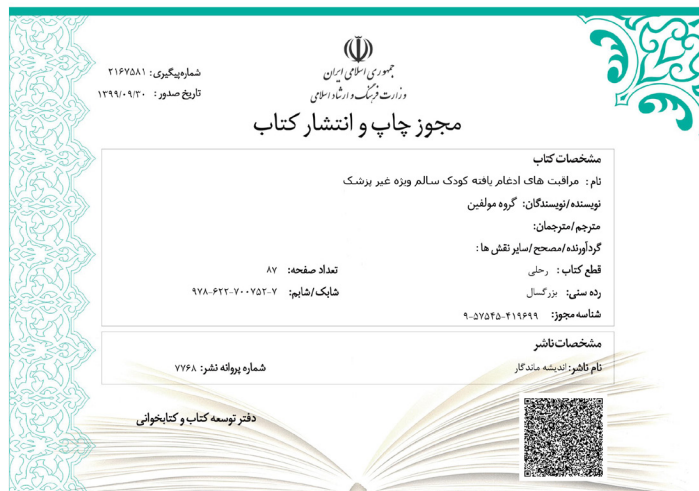 جمهوری اسلامی ایران
وزارت فرهنگ و ارشاد اسلامی
شماره‌پیگیری: ۲۱۶۷۵۸۱
تاریخ صدور: ۱۳۹۹/۰۹/۳۰
مجوز چاپ و انتشار کتاب
مشخصات کتاب
نام: مراقبت های ادغام یافته کودک سالم ویژه غیر پزشک
نویسنده/نویسندگان: گروه مولفین
مترجم/مترجمان:
گردآورنده/مصحح/سایر نقش ها:
قطع کتاب: رحلی تعداد صفحه: ۸۷
رده سنی: بزرگسال شابک/شابم: ۹۷۸-۶۲۲-۷۰۰۷۵۲-۷
شناسه مجوز: ۹-۵۷۵۴۵-۴۱۹۶۹۹
مشخصات ناشر
نام ناشر: اندیشه ماندگار شماره پروانه نشر: ۷۷۶۸
دفتر توسعه کتاب و کتابخوانی